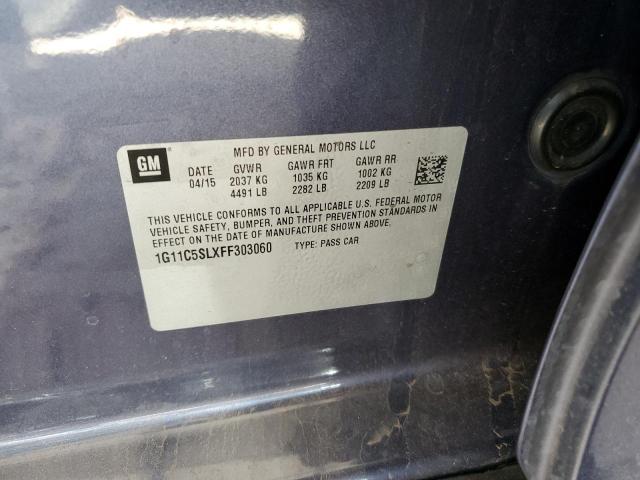 GM
MFD BY GENERAL MOTORS LLC
DATE GVWR GAWR FRT GAWR RR
04/15 2037 KG 1035 KG 1002 KG
4491 LB 2282 LB 2209 LB
THIS VEHICLE CONFORMS TO ALL APPLICABLE U.S. FEDERAL MOTOR
VEHICLE SAFETY, BUMPER, AND THEFT PREVENTION STANDARDS IN
EFFECT ON THE DATE OF MANUFACTURE SHOWN ABOVE.
1G11C5SLXFF303060 TYPE: PASS CAR